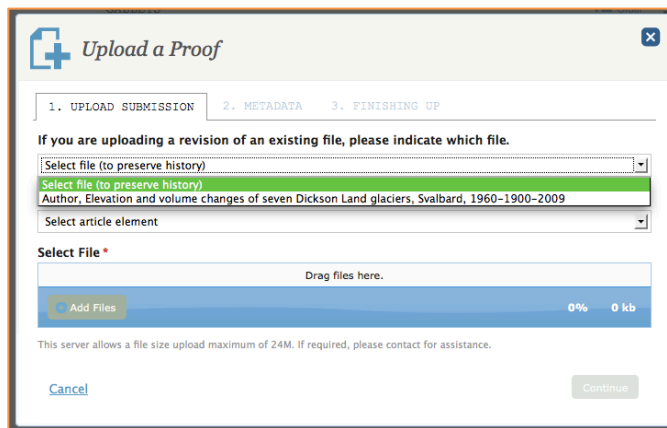 Upload a Proof
1. UPLOAD SUBMISSION 2. METADATA 3. FINISHING UP
If you are uploading a revision of an existing file, please indicate which file.
Select file (to preserve history)
Select file (to preserve history)
Author, Elevation and volume changes of seven Dickson Land glaciers, Svalbard, 1960-1900-2009
Select article element
Select File *
Drag files here.
Add Files 0% 0 kb
This server allows a file size upload maximum of 24M. If required, please contact for assistance.
Cancel Continue